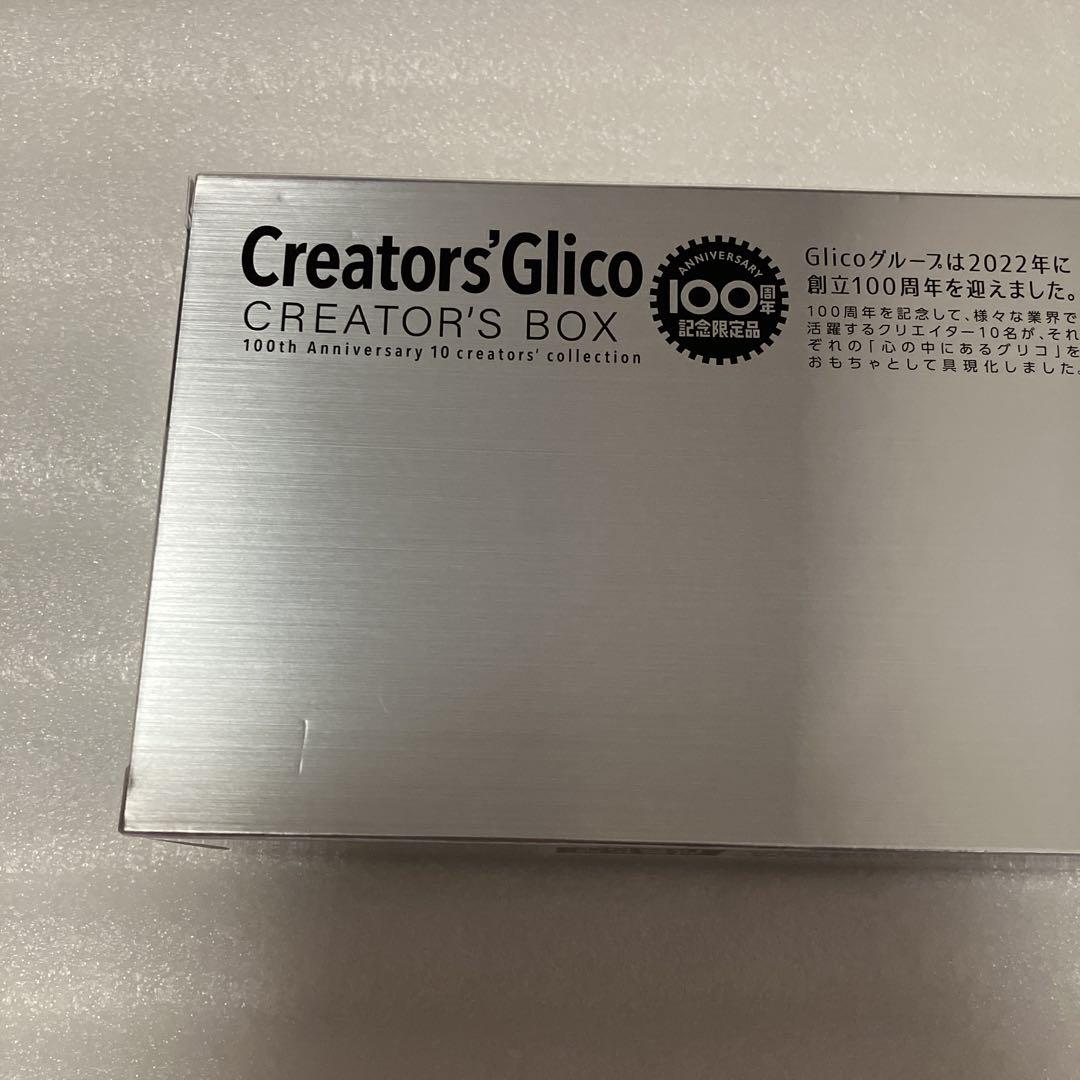 Creators'Glico
CREATOR'S BOX
100th Anniversary 10 creators' collection
ANNIVERSARY
100周年
記念限定品
Glicoグループは2022年に
創立100周年を迎えました。
100周年を記念して、様々な業界で
活躍するクリエイター10名が、それ
ぞれの「心の中にあるグリコ」を
おもちゃとして具現化しました。